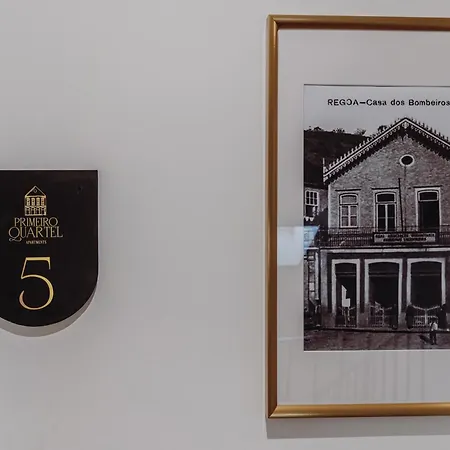 PRIMEIRO
QUARTEL
APARTMENTS
5
REGOA—Casa dos Bombeiros